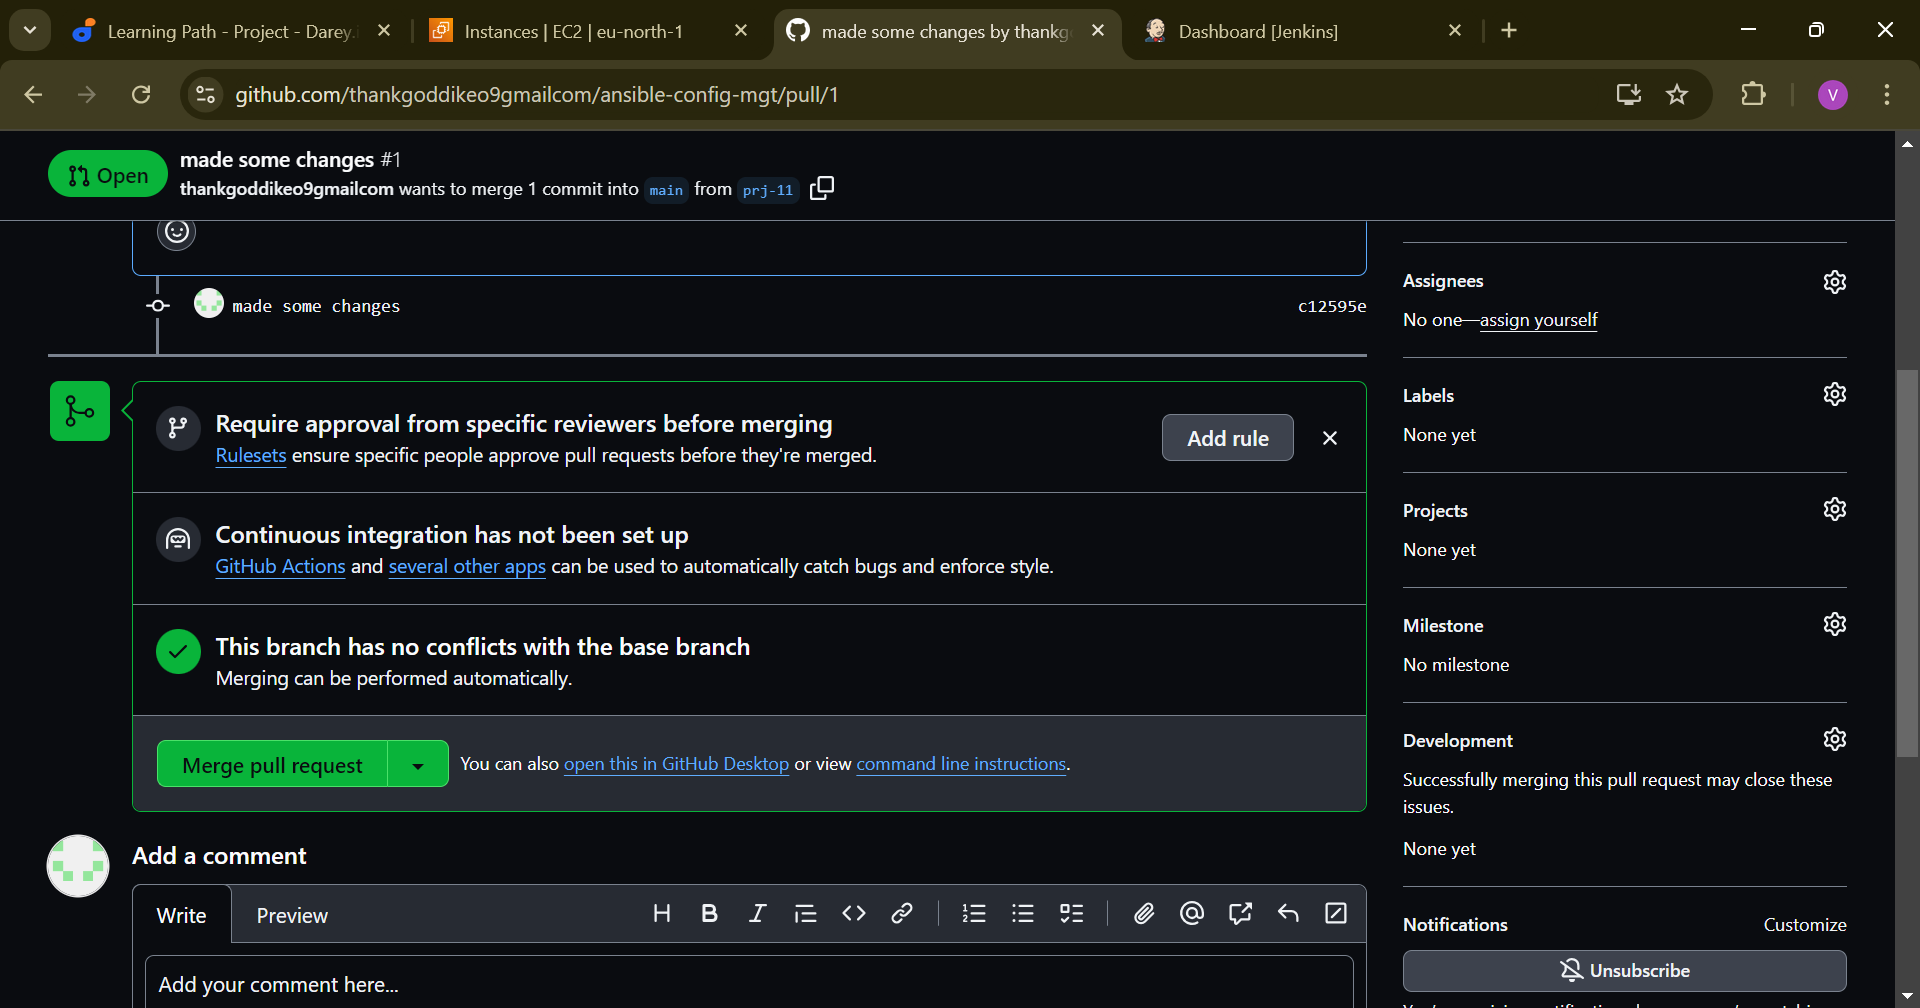 Learning Path - Project - Darey.
Instances | EC2 | eu-north-1
made some changes by thankg
Dashboard [Jenkins]
github.com/thankgoddikeo9gmailcom/ansible-config-mgt/pull/1
V
Open
made some changes #1
thankgoddikeo9gmailcom wants to merge 1 commit into main from prj-11
made some changes
c12595e
Require approval from specific reviewers before merging
Rulesets ensure specific people approve pull requests before they're merged.
Add rule
Continuous integration has not been set up
GitHub Actions and several other apps can be used to automatically catch bugs and enforce style.
This branch has no conflicts with the base branch
Merging can be performed automatically.
Merge pull request
You can also open this in GitHub Desktop or view command line instructions.
Add a comment
Write
Preview
Add your comment here...
Assignees
No one—assign yourself
Labels
None yet
Projects
None yet
Milestone
No milestone
Development
Successfully merging this pull request may close these
issues.
None yet
Notifications
Customize
Unsubscribe